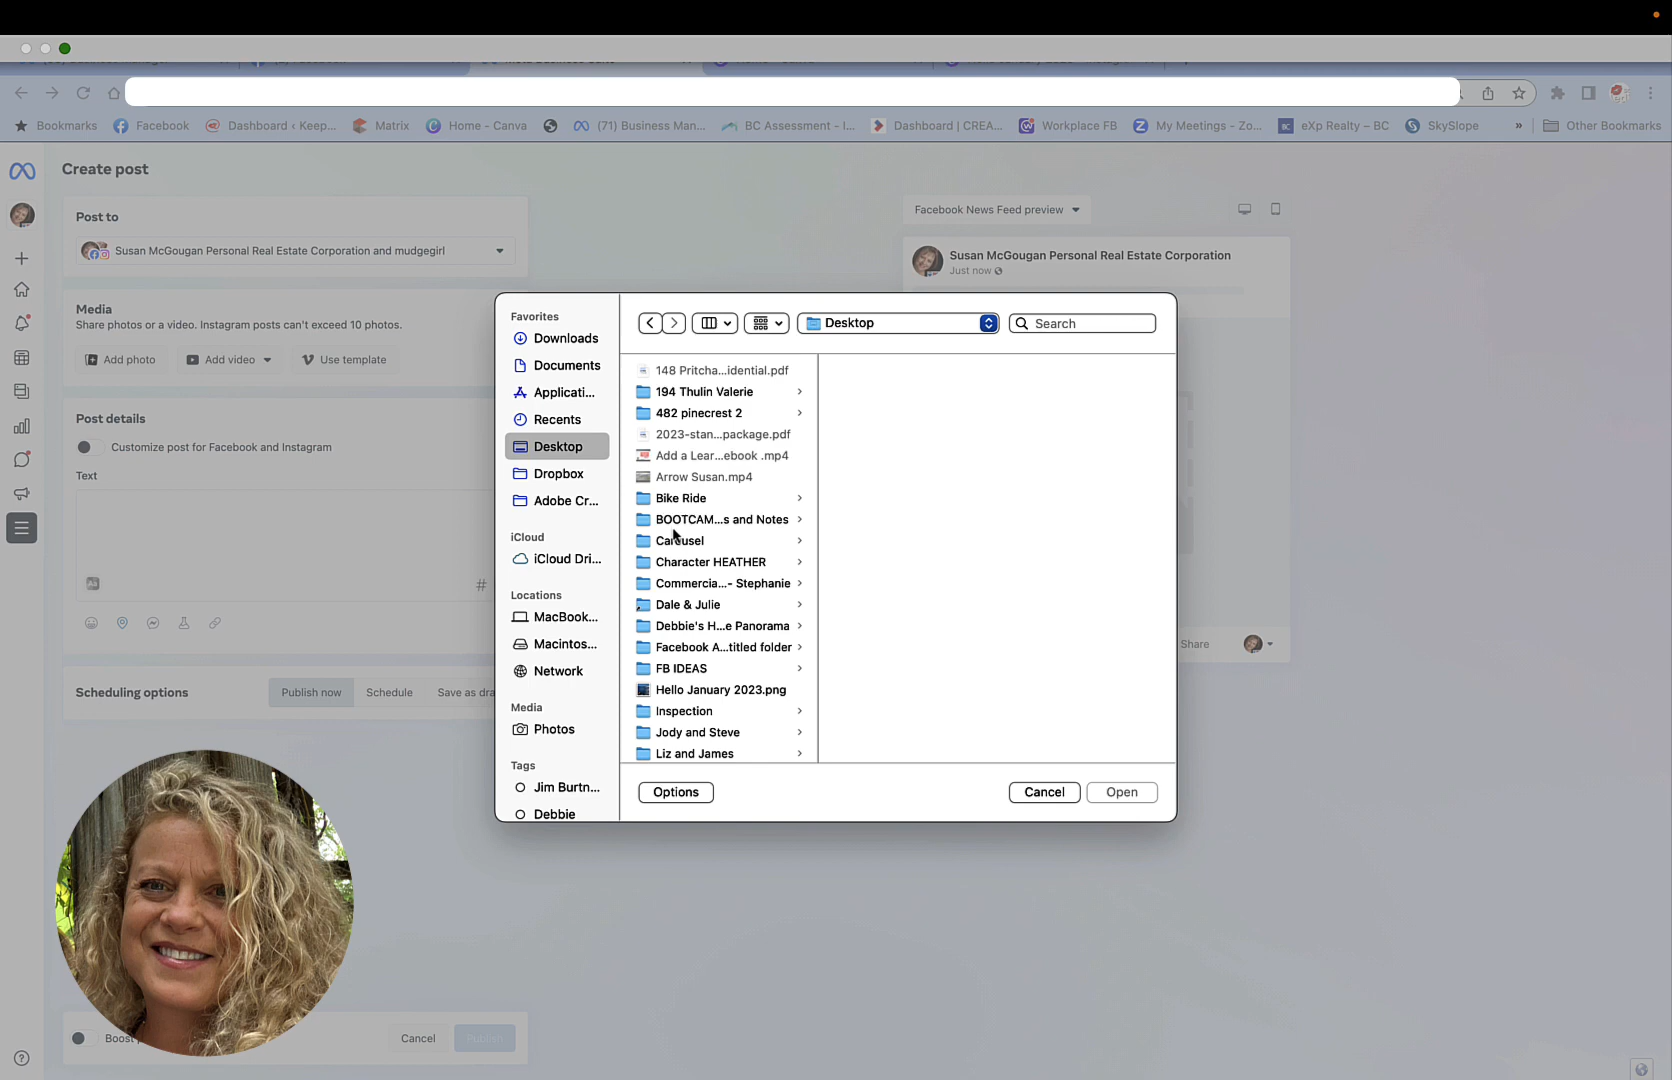 Bookmarks
Facebook
Dashboard ‹ Keep...
Matrix
Home - Canva
(71) Business Man...
BC Assessment - I...
Dashboard | CREA...
Workplace FB
My Meetings - Zo...
eXp Realty – BC
SkySlope
»
Other Bookmarks
Create post
Post to
Susan McGougan Personal Real Estate Corporation and mudgegirl
Media
Share photos or a video. Instagram posts can't exceed 10 photos.
Add photo
Add video
Use template
Post details
Customize post for Facebook and Instagram
Text
#
Scheduling options
Publish now
Schedule
Save as dra
Boost
Cancel
Publish
Facebook News Feed preview
Susan McGougan Personal Real Estate Corporation
Just now
Share
Favorites
Downloads
Documents
Applicati...
Recents
Desktop
Dropbox
Adobe Cr...
iCloud
iCloud Dri...
Locations
MacBook...
Macintos...
Network
Media
Photos
Tags
Jim Burtn...
Debbie
Desktop
Search
148 Pritcha...idential.pdf
194 Thulin Valerie
482 pinecrest 2
2023-stan...package.pdf
Add a Lear...ebook .mp4
Arrow Susan.mp4
Bike Ride
BOOTCAM...s and Notes
Carousel
Character HEATHER
Commercia...- Stephanie
Dale & Julie
Debbie's H...e Panorama
Facebook A...titled folder
FB IDEAS
Hello January 2023.png
Inspection
Jody and Steve
Liz and James
Options
Cancel
Open